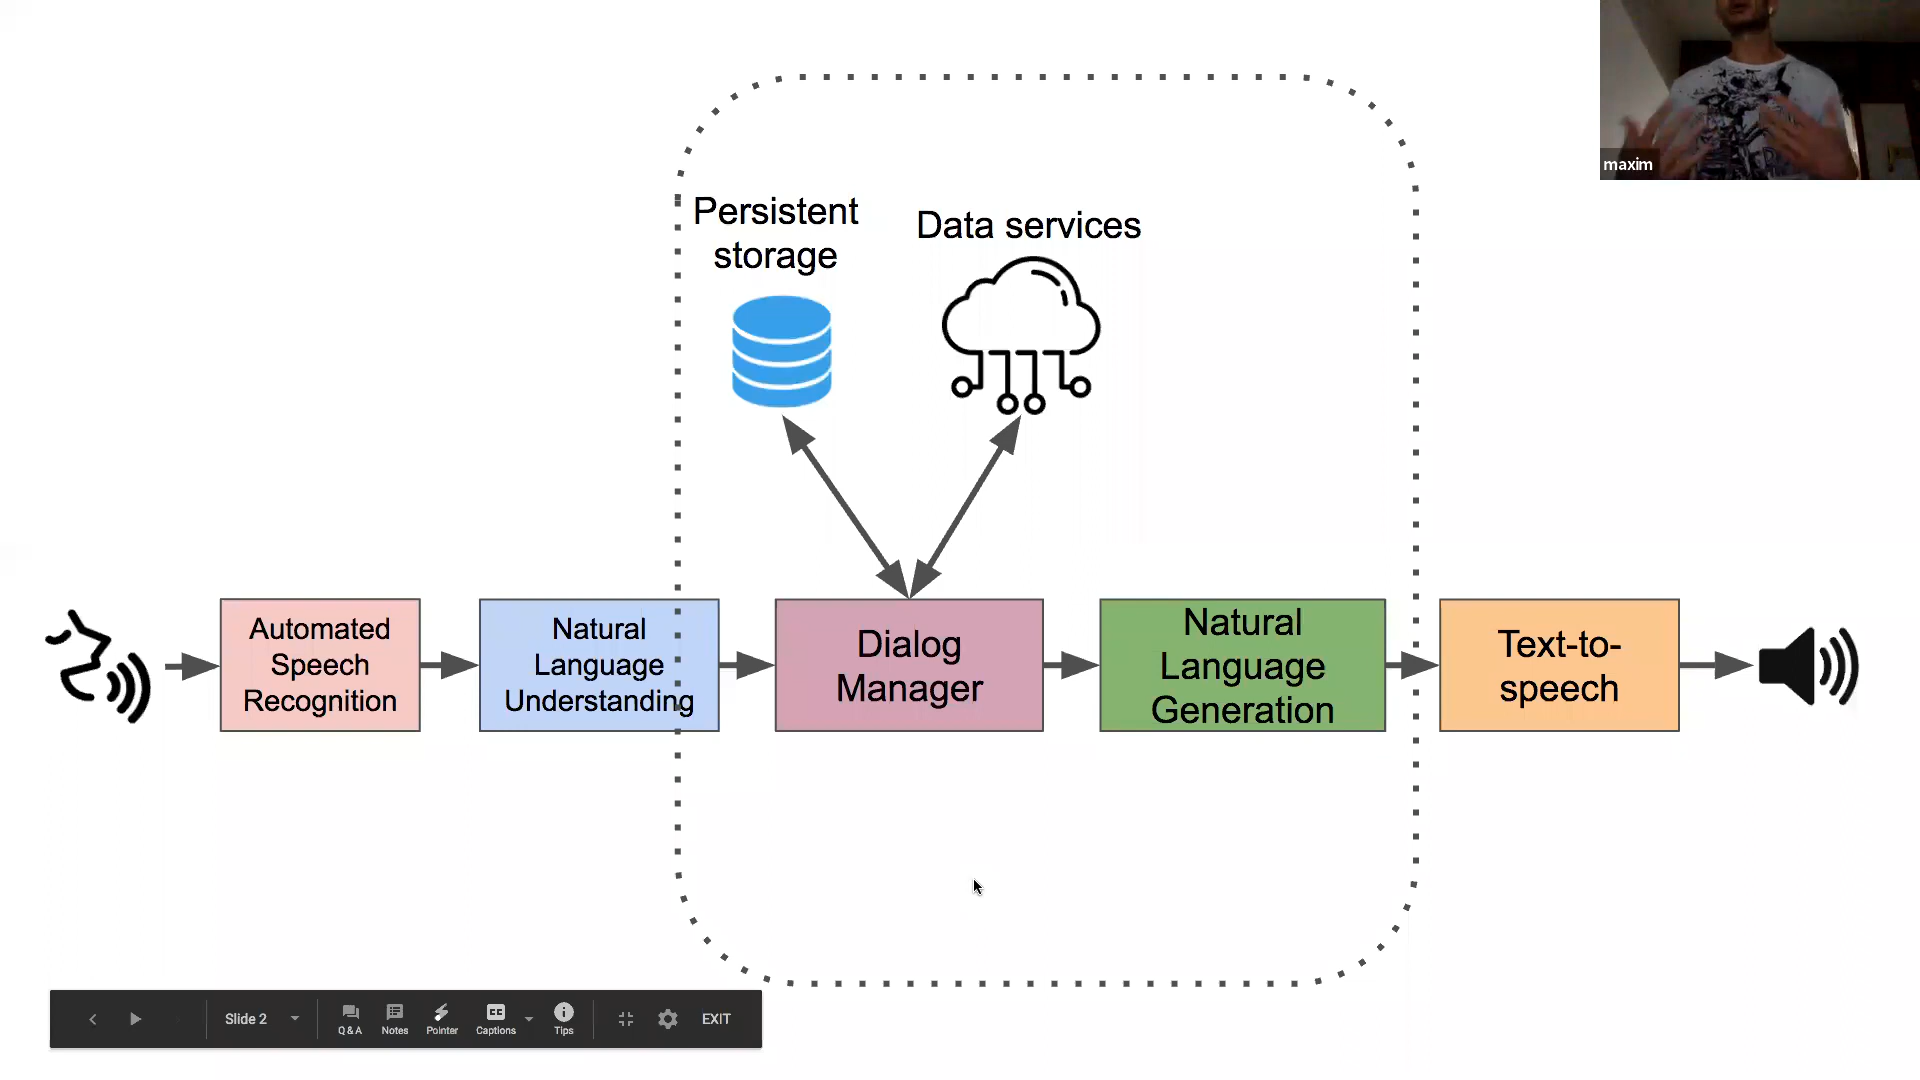 maxim
Persistent
storage
Data services
Automated
Speech
Recognition
Natural
Language
Understanding
Dialog
Manager
Natural
Language
Generation
Text-to-
speech
Slide 2
Q&A
Notes
Pointer
CC
Captions
Tips
EXIT